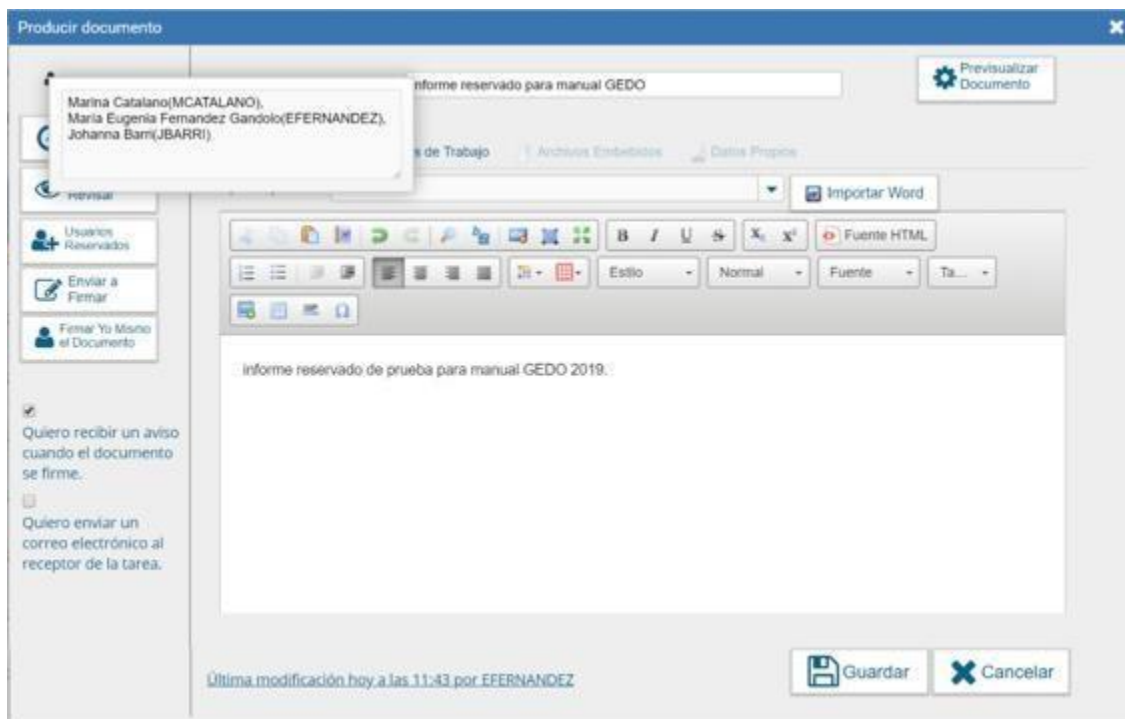 Producir documento
Marina Catalano(MCATALANO),
Maria Eugenia Fernandez Gandolo(EFERNANDEZ),
Johanna Barri(JBARRI)
nforme reservado para manual GEDO
Previsualizar
Documento
s de Trabajo Archivos Embebidos Datos Propios
Revisar
Importar Word
Usuarios
Reservados
B I U S X x Fuente HTML
Enviar a
Firmar
Estilo Normal Fuente Ta...
Ω
Firmar Yo Mismo
el Documento
informe reservado de prueba para manual GEDO 2019.
Quiero recibir un aviso
cuando el documento
se firme.
Quiero enviar un
correo electrónico al
receptor de la tarea.
Última modificación hoy a las 11:43 por EFERNANDEZ
Guardar Cancelar